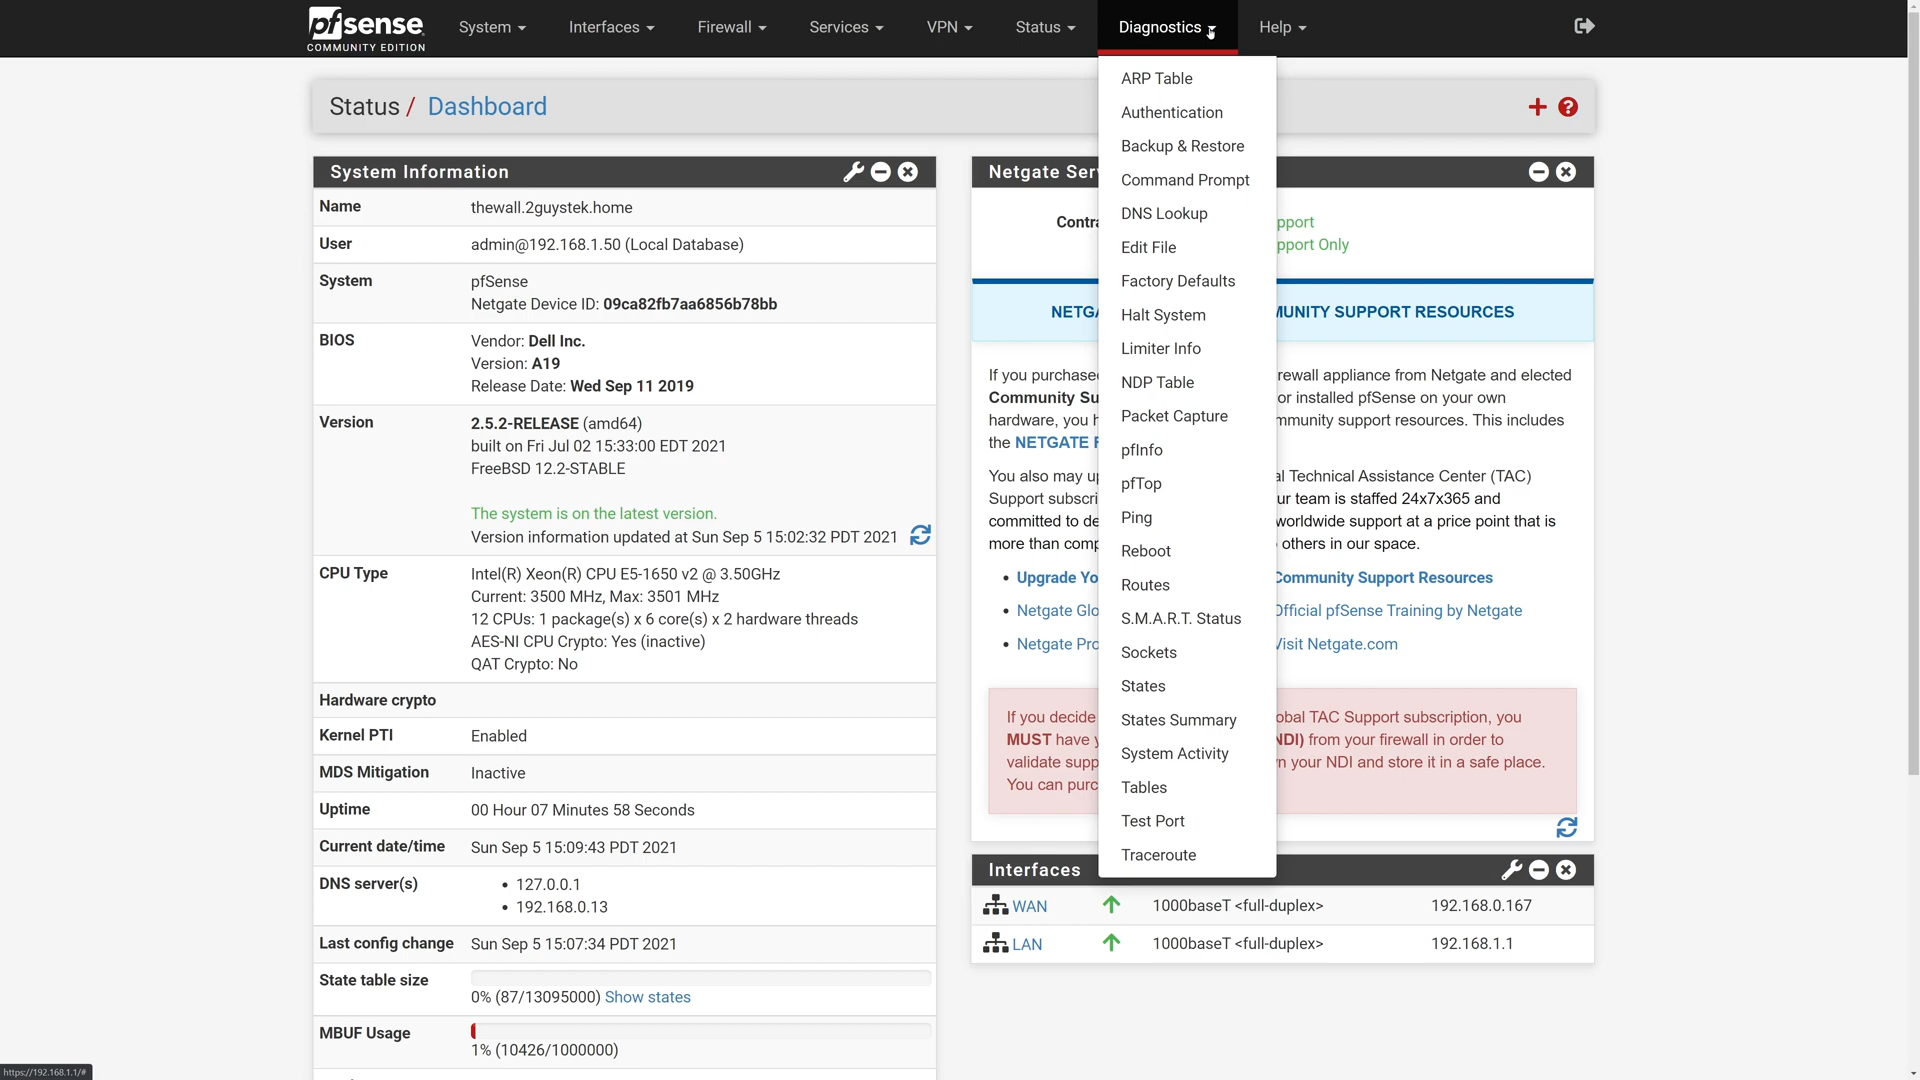 pfsense
COMMUNITY EDITION
System
Interfaces
Firewall
Services
VPN
Status
Diagnostics
Help
Status / Dashboard
System Information
Name thewall.2guystek.home
User admin@192.168.1.50 (Local Database)
System pfSense
Netgate Device ID: 09ca82fb7aa6856b78bb
BIOS Vendor: Dell Inc.
Version: A19
Release Date: Wed Sep 11 2019
Version 2.5.2-RELEASE (amd64)
built on Fri Jul 02 15:33:00 EDT 2021
FreeBSD 12.2-STABLE
The system is on the latest version.
Version information updated at Sun Sep 5 15:02:32 PDT 2021
CPU Type Intel(R) Xeon(R) CPU E5-1650 v2 @ 3.50GHz
Current: 3500 MHz, Max: 3501 MHz
12 CPUs: 1 package(s) x 6 core(s) x 2 hardware threads
AES-NI CPU Crypto: Yes (inactive)
QAT Crypto: No
Hardware crypto
Kernel PTI Enabled
MDS Mitigation Inactive
Uptime 00 Hour 07 Minutes 58 Seconds
Current date/time Sun Sep 5 15:09:43 PDT 2021
DNS server(s) • 127.0.0.1
• 192.168.0.13
Last config change Sun Sep 5 15:07:34 PDT 2021
State table size
0% (87/13095000) Show states
MBUF Usage
1% (10426/1000000)
ARP Table
Authentication
Backup & Restore
Command Prompt
DNS Lookup
Edit File
Factory Defaults
Halt System
Limiter Info
NDP Table
Packet Capture
pfInfo
pfTop
Ping
Reboot
Routes
S.M.A.R.T. Status
Sockets
States
States Summary
System Activity
Tables
Test Port
Traceroute
Netgate Ser
Contra pport
pport Only
NETGA MUNITY SUPPORT RESOURCES
If you purchase rewall appliance from Netgate and elected
Community Su or installed pfSense on your own
hardware, you h mmunity support resources. This includes
the NETGATE
You also may up al Technical Assistance Center (TAC)
Support subscri ur team is staffed 24x7x365 and
committed to de worldwide support at a price point that is
more than comp others in our space.
• Upgrade Yo Community Support Resources
• Netgate Glo Official pfSense Training by Netgate
• Netgate Pro Visit Netgate.com
If you decide obal TAC Support subscription, you
MUST have y NDI) from your firewall in order to
validate supp n your NDI and store it in a safe place.
You can purc
Interfaces
WAN 1000baseT <full-duplex> 192.168.0.167
LAN 1000baseT <full-duplex> 192.168.1.1
https://192.168.1.1/#